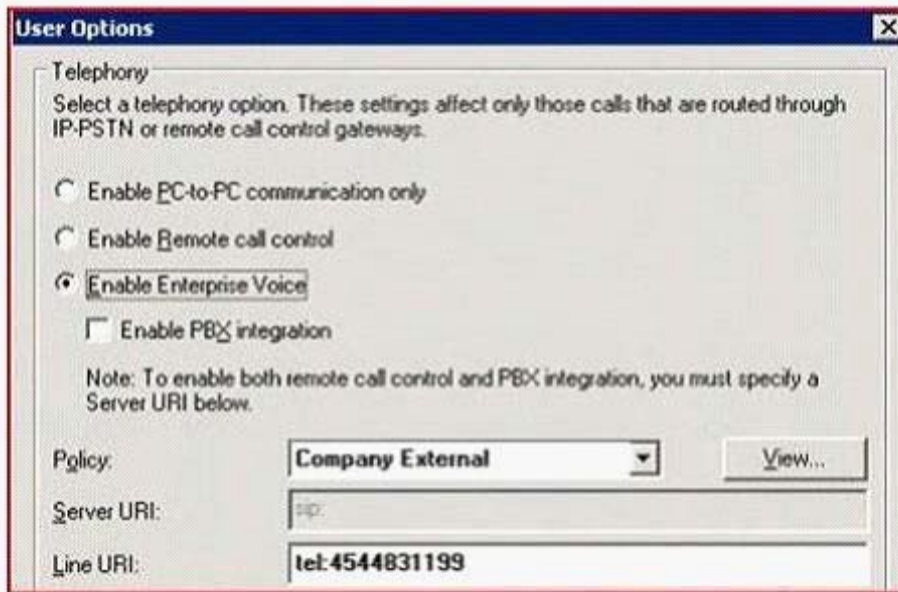 User Options
Telephony
Select a telephony option. These settings affect only those calls that are routed through
IP-PSTN or remote call control gateways.
Enable PC-to-PC communication only
Enable Remote call control
Enable Enterprise Voice
Enable PBX integration
Note: To enable both remote call control and PBX integration, you must specify a
Server URI below.
Policy: Company External View...
Server URI: sip:
Line URI: tel:4544831199